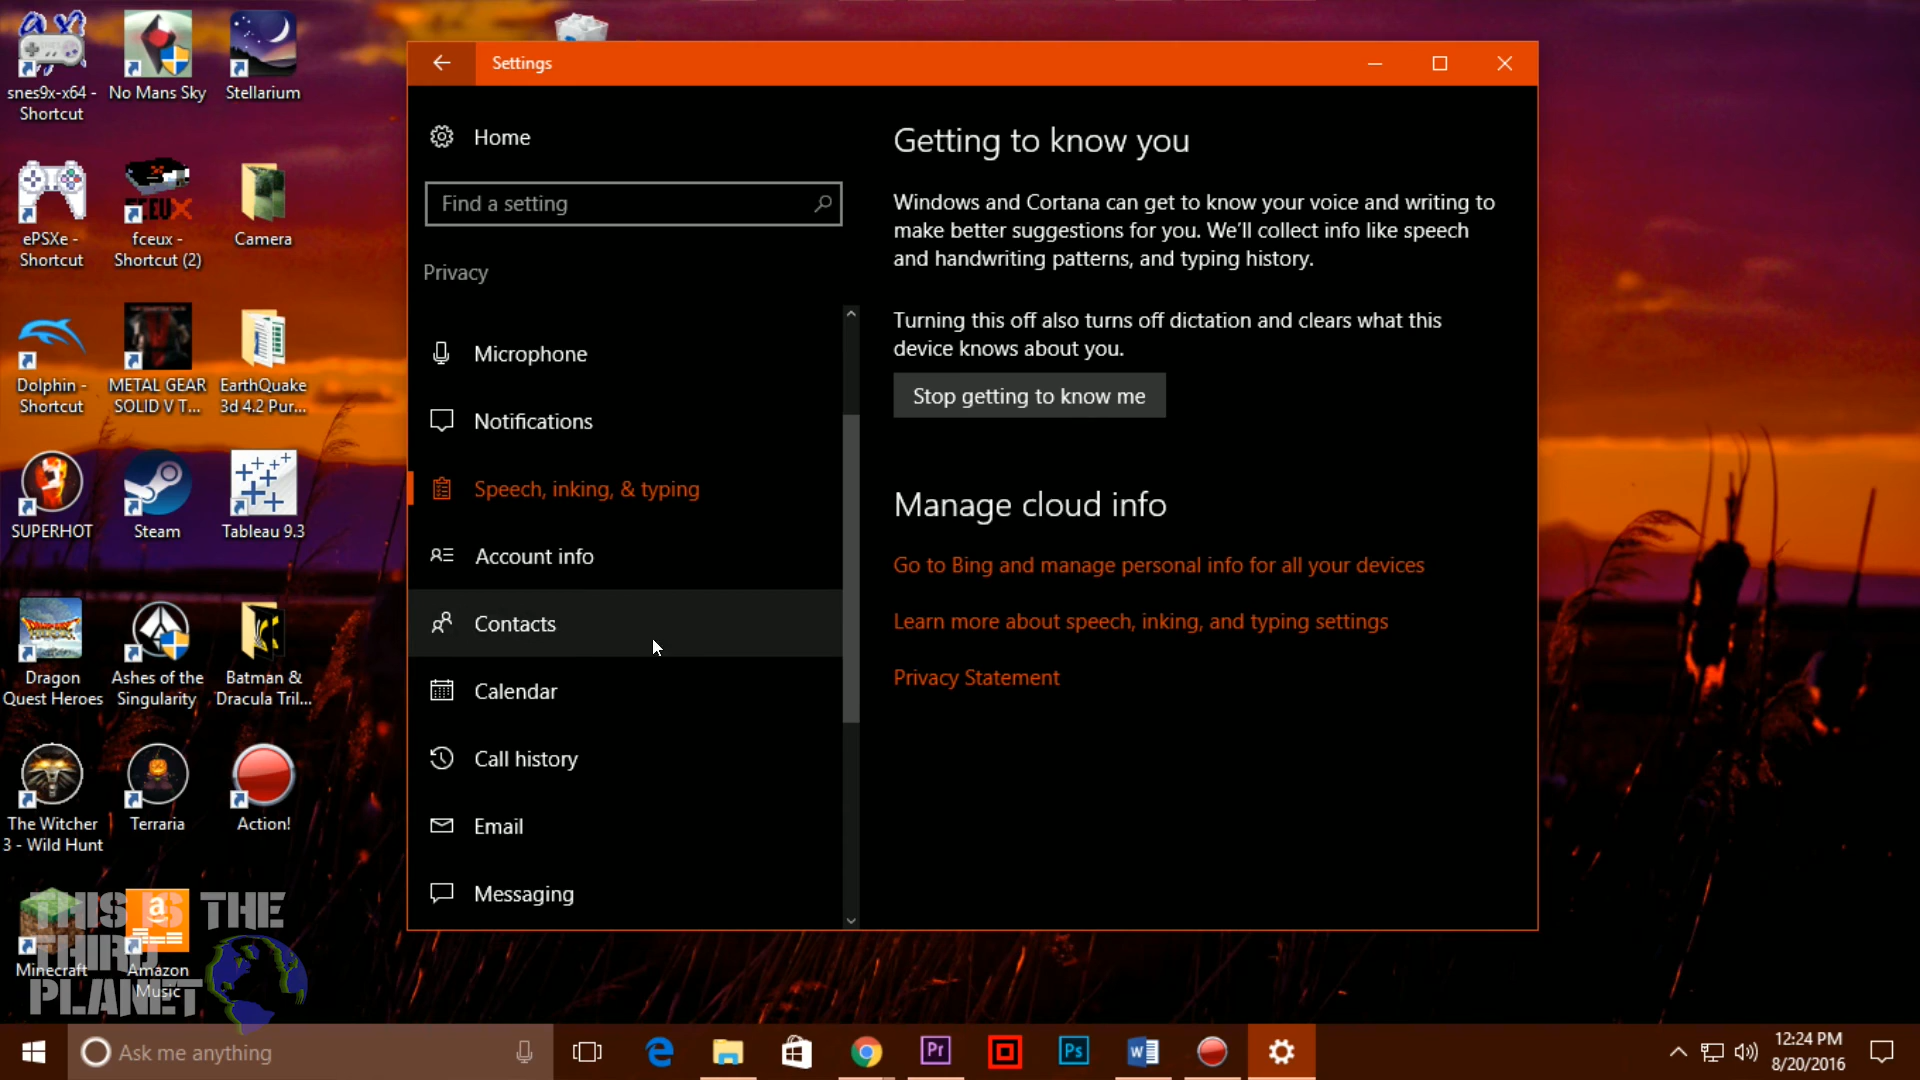 snes9x-x64 -
Shortcut
No Mans Sky
Stellarium
ePSXe -
Shortcut
fceux -
Shortcut (2)
Camera
Dolphin -
Shortcut
METAL GEAR
SOLID V T...
EarthQuake
3d 4.2 Pur...
SUPERHOT
Steam
Tableau 9.3
Dragon
Quest Heroes
Ashes of the
Singularity
Batman &
Dracula Tril...
The Witcher
3 - Wild Hunt
Terraria
Action!
Minecraft
Amazon
Music
THIS IS THE
THIRD
PLANET
Settings
Home
Find a setting
Privacy
Microphone
Notifications
Speech, inking, & typing
Account info
Contacts
Calendar
Call history
Email
Messaging
Getting to know you
Windows and Cortana can get to know your voice and writing to
make better suggestions for you. We'll collect info like speech
and handwriting patterns, and typing history.
Turning this off also turns off dictation and clears what this
device knows about you.
Stop getting to know me
Manage cloud info
Go to Bing and manage personal info for all your devices
Learn more about speech, inking, and typing settings
Privacy Statement
Ask me anything
Pr
Ps
12:24 PM
8/20/2016